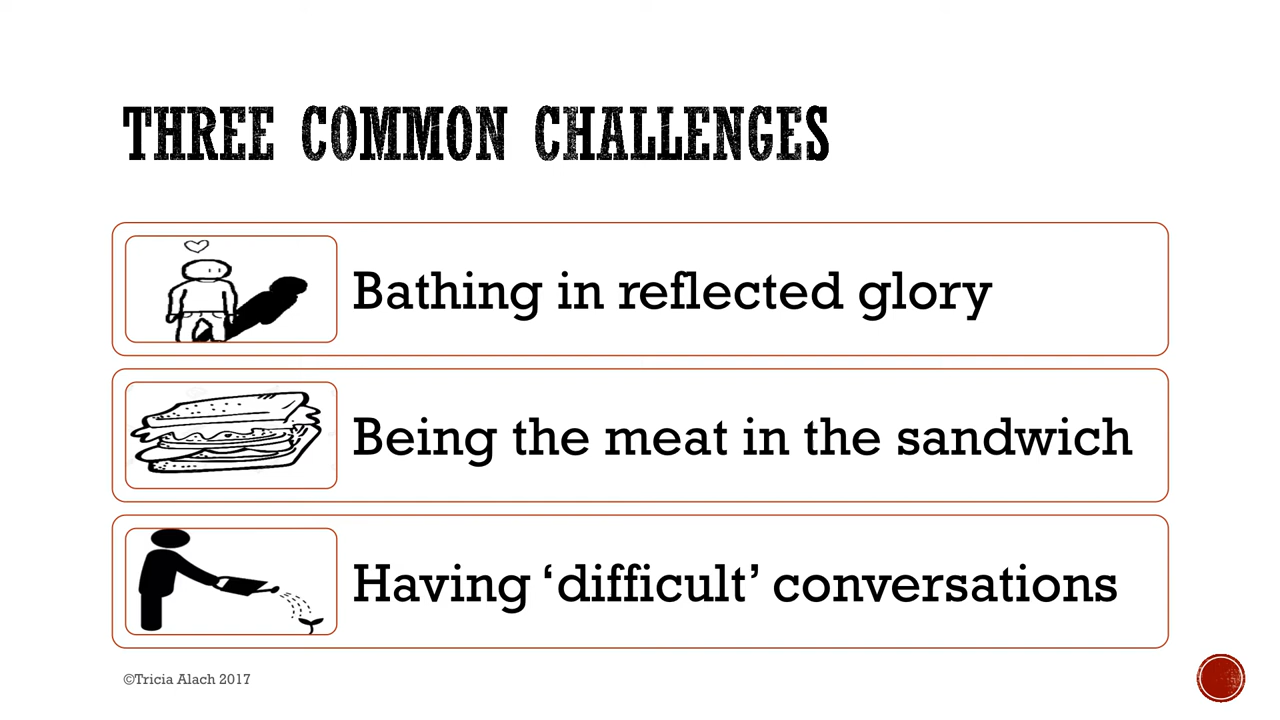 THREE COMMON CHALLENGES
Bathing in reflected glory
Being the meat in the sandwich
Having ‘difficult’ conversations
©Tricia Alach 2017